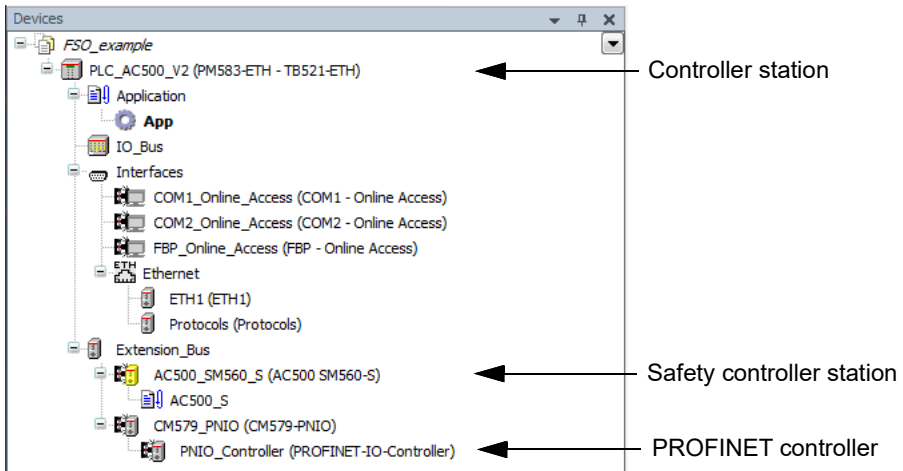 Devices
FSO_example
PLC_AC500_V2 (PM583-ETH - TB521-ETH)
Controller station
Application
App
IO_Bus
Interfaces
COM1_Online_Access (COM1 - Online Access)
COM2_Online_Access (COM2 - Online Access)
FBP_Online_Access (FBP - Online Access)
ETH
Ethernet
ETH1 (ETH1)
Protocols (Protocols)
Extension_Bus
AC500_SM560_S (AC500 SM560-S)
Safety controller station
AC500_S
CM579_PNIO (CM579-PNIO)
PNIO_Controller (PROFINET-IO-Controller)
PROFINET controller